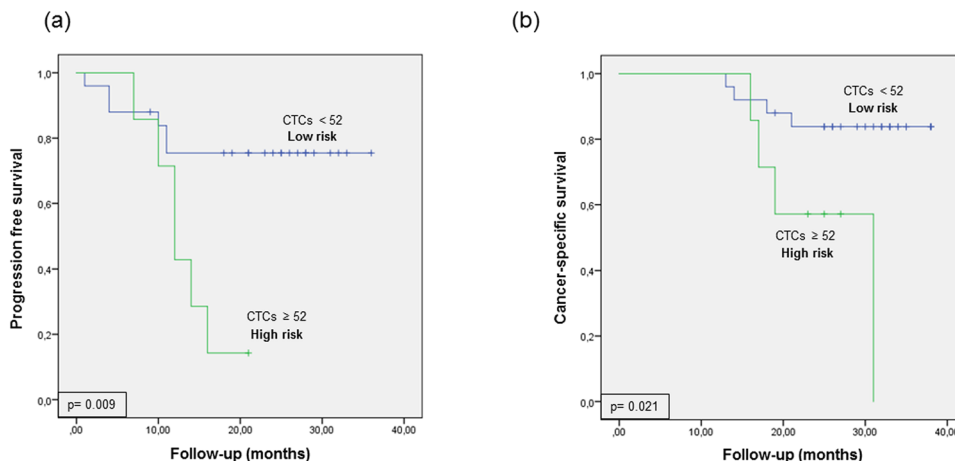 (a)
Progression free survival
1,0
0,8
0,6
0,4
0,2
0,0
CTCs < 52
Low risk
CTCs ≥ 52
High risk
p= 0.009
,00
10,00
20,00
30,00
40,00
Follow-up (months)
(b)
Cancer-specific survival
1,0
0,8
0,6
0,4
0,2
0,0
CTCs < 52
Low risk
CTCs ≥ 52
High risk
p= 0.021
,00
10,00
20,00
30,00
40,00
Follow-up (months)